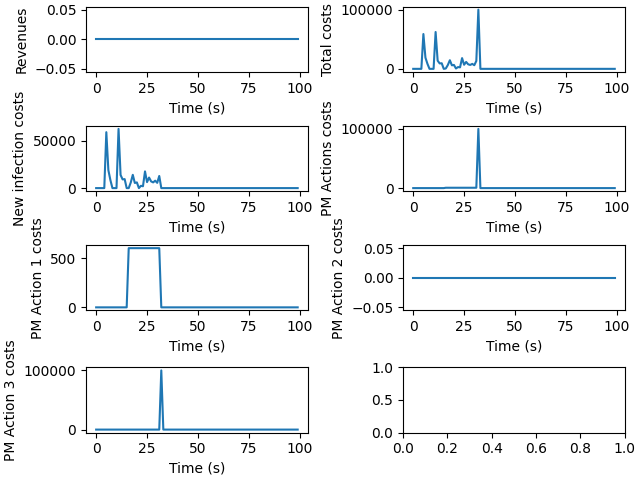 Revenues
0.05
0.00
−0.05
0 25 50 75 100
Time (s)
Total costs
100000
0
0 25 50 75 100
Time (s)
New infection costs
50000
0
0 25 50 75 100
Time (s)
PM Actions costs
100000
0
0 25 50 75 100
Time (s)
PM Action 1 costs
500
0
0 25 50 75 100
Time (s)
PM Action 2 costs
0.05
0.00
−0.05
0 25 50 75 100
Time (s)
PM Action 3 costs
100000
0
0 25 50 75 100
Time (s)
1.0
0.5
0.0
0.0 0.2 0.4 0.6 0.8 1.0